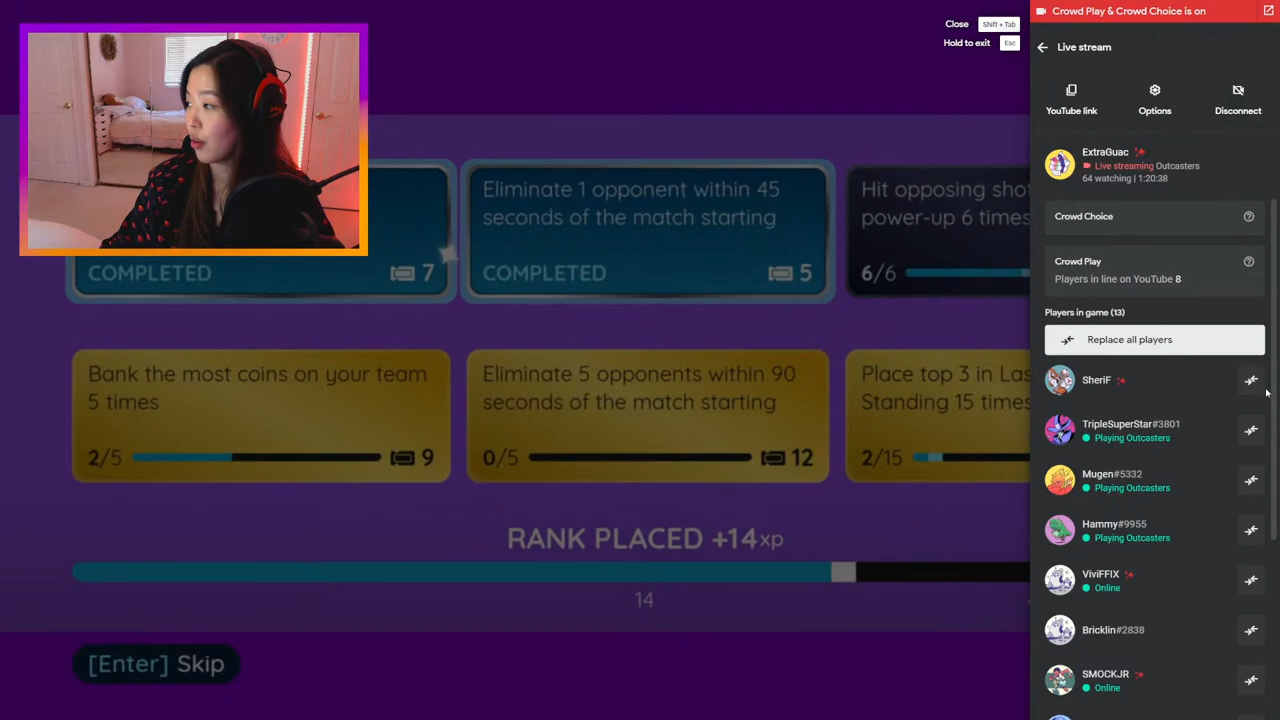 Close Shift + Tab
Hold to exit Esc
Crowd Play & Crowd Choice is on
Live stream
YouTube link
Options
Disconnect
ExtraGuac
Live streaming Outcasters
64 watching | 1:20:38
Crowd Choice
Crowd Play
Players in line on YouTube 8
Players in game (13)
Replace all players
SheriF
TripleSuperStar#3801
Playing Outcasters
Mugen#5332
Playing Outcasters
Hammy#9955
Playing Outcasters
ViviFFIX
Online
Bricklin#2838
SMOCKJR
Online
COMPLETED 7
Eliminate 1 opponent within 45
seconds of the match starting
COMPLETED 5
Hit opposing sho
power-up 6 times
6/6
Bank the most coins on your team
5 times
2/5 9
Eliminate 5 opponents within 90
seconds of the match starting
0/5 12
Place top 3 in Las
Standing 15 times
2/15
RANK PLACED +14xp
14
[Enter] Skip